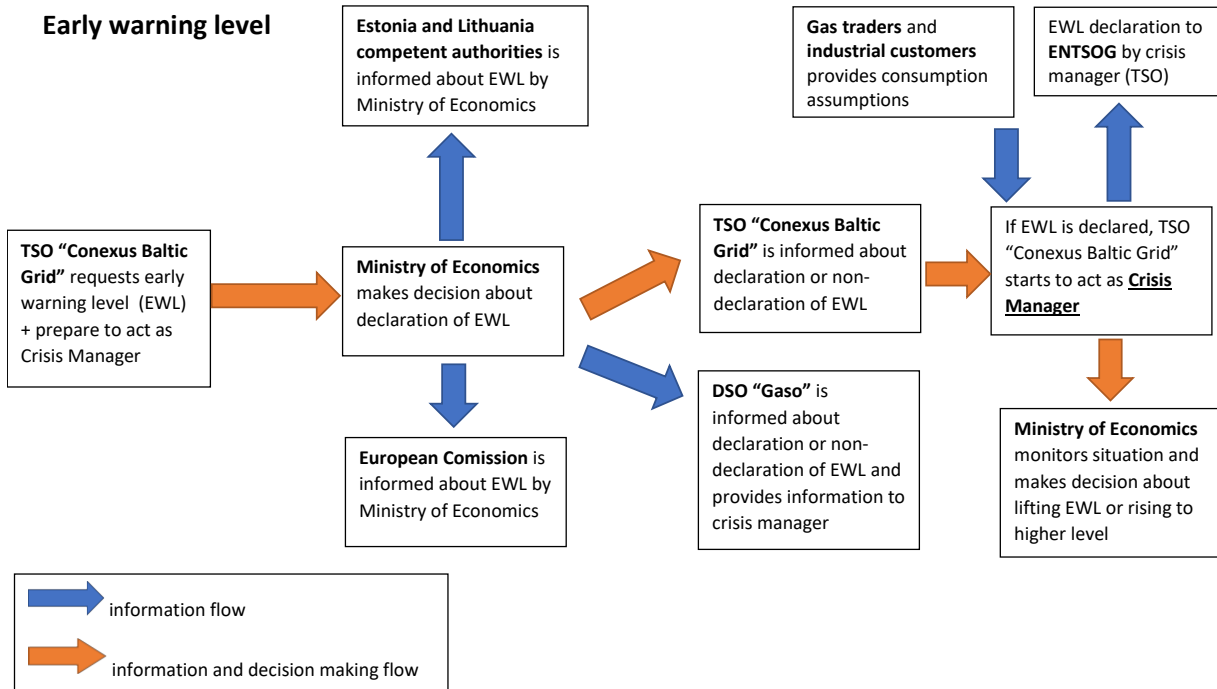 Early warning level
Estonia and Lithuania
competent authorities is
informed about EWL by
Ministry of Economics
Gas traders and
industrial customers
provides consumption
assumptions
EWL declaration to
ENTSOG by crisis
manager (TSO)
TSO “Conexus Baltic
Grid” requests early
warning level (EWL)
+ prepare to act as
Crisis Manager
Ministry of Economics
makes decision about
declaration of EWL
TSO “Conexus Baltic
Grid” is informed about
declaration or non-
declaration of EWL
If EWL is declared, TSO
“Conexus Baltic Grid”
starts to act as Crisis
Manager
European Comission is
informed about EWL by
Ministry of Economics
DSO “Gaso” is
informed about
declaration or non-
declaration of EWL and
provides information to
crisis manager
Ministry of Economics
monitors situation and
makes decision about
lifting EWL or rising to
higher level
information flow
information and decision making flow